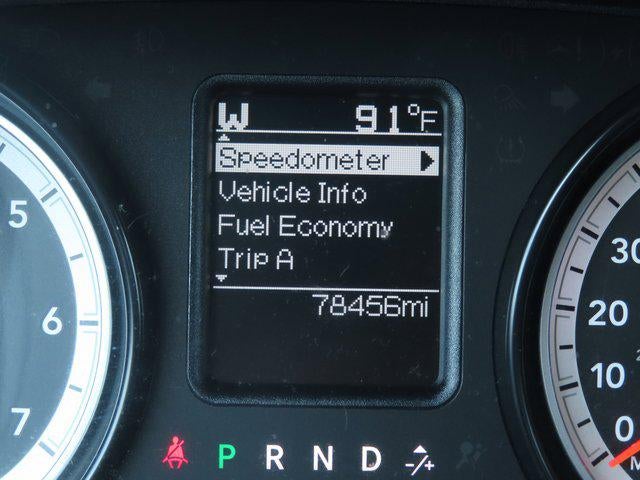 W 91°F
Speedometer
Vehicle Info
Fuel Economy
Trip A
78456mi
5
6
7
30
20
10
0
P R N D -/+